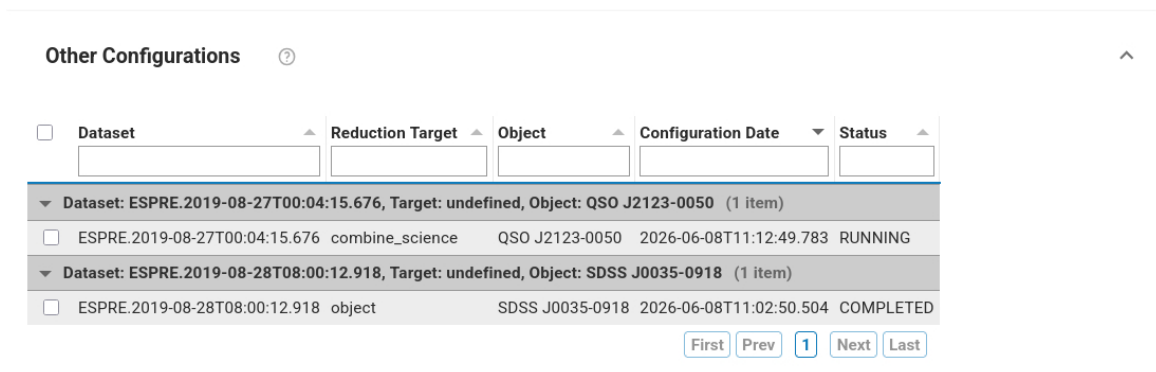 Other Configurations ?
Dataset Reduction Target Object Configuration Date Status
Dataset: ESPRE.2019-08-27T00:04:15.676, Target: undefined, Object: QSO J2123-0050 (1 item)
ESPRE.2019-08-27T00:04:15.676 combine_science QSO J2123-0050 2026-06-08T11:12:49.783 RUNNING
Dataset: ESPRE.2019-08-28T08:00:12.918, Target: undefined, Object: SDSS J0035-0918 (1 item)
ESPRE.2019-08-28T08:00:12.918 object SDSS J0035-0918 2026-06-08T11:02:50.504 COMPLETED
First Prev 1 Next Last